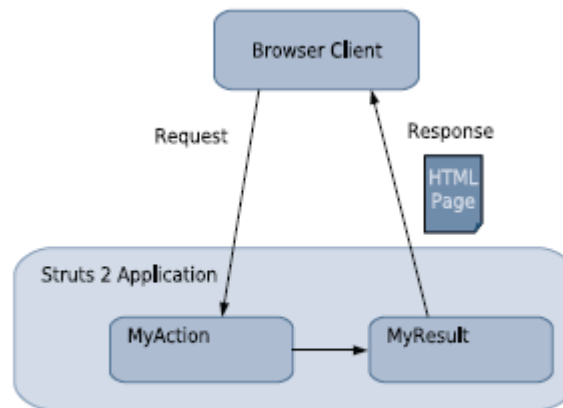 Browser Client
Request
Response
HTML
Page
Struts 2 Application
MyAction
MyResult